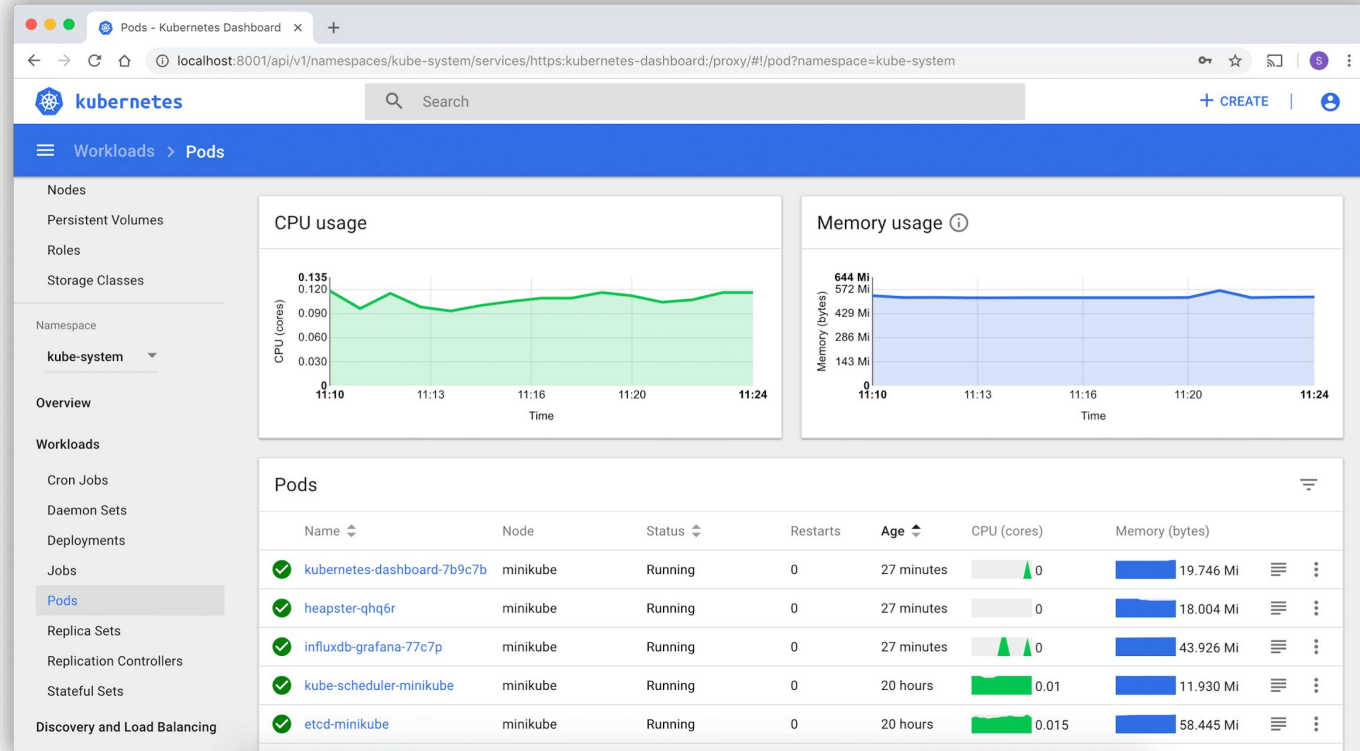 Pods - Kubernetes Dashboard
localhost:8001/api/v1/namespaces/kube-system/services/https:kubernetes-dashboard:/proxy/#!/pod?namespace=kube-system
S
kubernetes
Search
+ CREATE
Workloads > Pods
Nodes
Persistent Volumes
Roles
Storage Classes
Namespace
kube-system
Overview
Workloads
Cron Jobs
Daemon Sets
Deployments
Jobs
Pods
Replica Sets
Replication Controllers
Stateful Sets
Discovery and Load Balancing
CPU usage
CPU (cores)
0.135
0.120
0.090
0.060
0.030
0
11:10 11:13 11:16 11:20 11:24
Time
Memory usage
Memory (bytes)
644 Mi
572 Mi
429 Mi
286 Mi
143 Mi
0
11:10 11:13 11:16 11:20 11:24
Time
Pods
Name Node Status Restarts Age CPU (cores) Memory (bytes)
kubernetes-dashboard-7b9c7b minikube Running 0 27 minutes 0 19.746 Mi
heapster-qhq6r minikube Running 0 27 minutes 0 18.004 Mi
influxdb-grafana-77c7p minikube Running 0 27 minutes 0 43.926 Mi
kube-scheduler-minikube minikube Running 0 20 hours 0.01 11.930 Mi
etcd-minikube minikube Running 0 20 hours 0.015 58.445 Mi